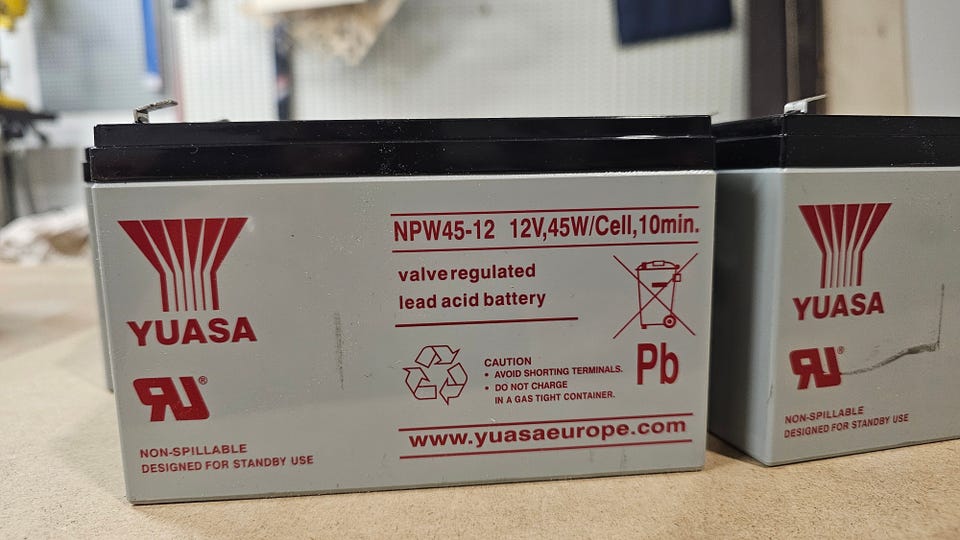 YUASA
RU®
NON-SPILLABLE
DESIGNED FOR STANDBY USE
NPW45-12 12V,45W/Cell,10min.
valve regulated
lead acid battery
Pb
CAUTION
• AVOID SHORTING TERMINALS.
• DO NOT CHARGE
IN A GAS TIGHT CONTAINER.
www.yuasaeurope.com
YUASA
RU®
NON-SPILLABLE
DESIGNED FOR STANDBY USE